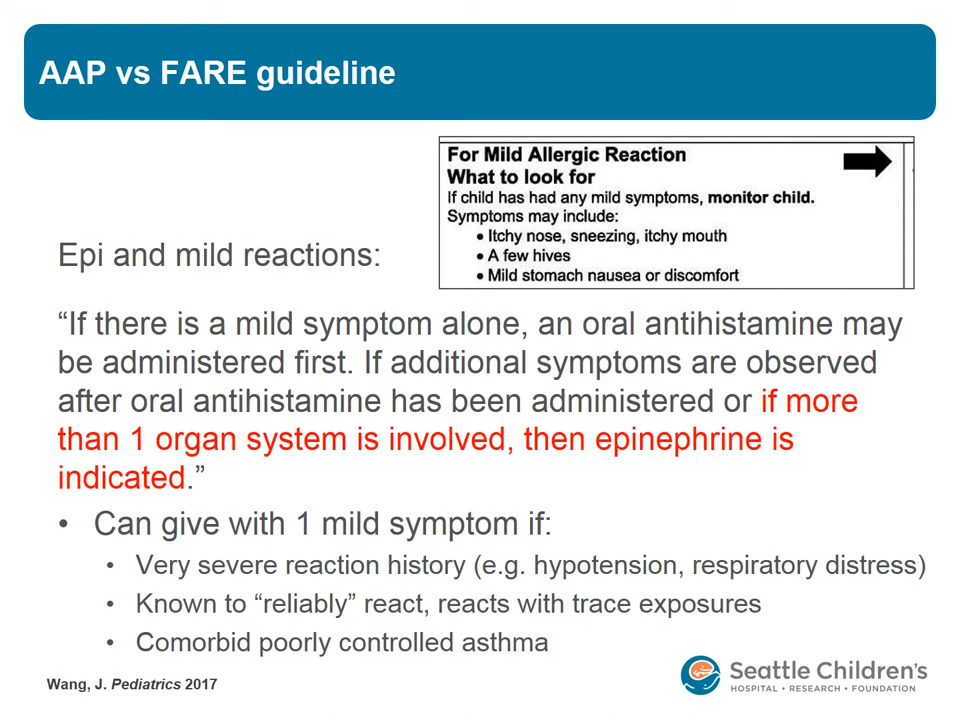 AAP vs FARE guideline
For Mild Allergic Reaction
What to look for
If child has had any mild symptoms, monitor child.
Symptoms may include:
• Itchy nose, sneezing, itchy mouth
• A few hives
• Mild stomach nausea or discomfort
Epi and mild reactions:
“If there is a mild symptom alone, an oral antihistamine may
be administered first. If additional symptoms are observed
after oral antihistamine has been administered or if more
than 1 organ system is involved, then epinephrine is
indicated.”
• Can give with 1 mild symptom if:
• Very severe reaction history (e.g. hypotension, respiratory distress)
• Known to “reliably” react, reacts with trace exposures
• Comorbid poorly controlled asthma
Wang, J. Pediatrics 2017
Seattle Children's
HOSPITAL • RESEARCH • FOUNDATION